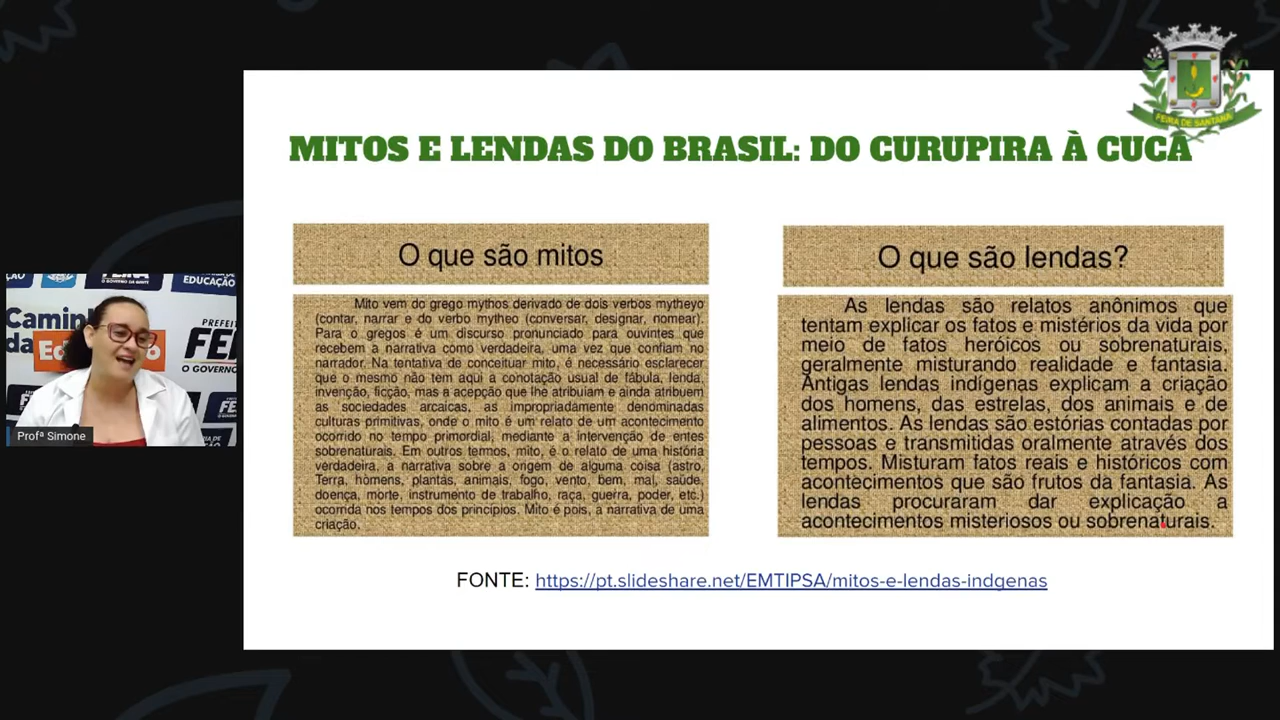 FEIRA DE SANTANA
MITOS E LENDAS DO BRASIL: DO CURUPIRA À CUCA
O que são mitos
Mito vem do grego mythos derivado de dois verbos mytheyo
(contar, narrar e do verbo mytheo (conversar, designar, nomear).
Para o gregos é um discurso pronunciado para ouvintes que
recebem a narrativa como verdadeira, uma vez que confiam no
narrador. Na tentativa de conceituar mito, é necessário esclarecer
que o mesmo não tem aqui a conotação usual de fábula, lenda,
invenção, ficção, mas a acepção que lhe atribuiam e ainda atribuem
as sociedades arcaicas, as impropriadamente denominadas
culturas primitivas, onde o mito é um relato de um acontecimento
ocorrido no tempo primordial, mediante a intervenção de entes
sobrenaturais. Em outros termos, mito, é o relato de uma história
verdadeira, a narrativa sobre a origem de alguma coisa (astro,
Terra, homens, plantas, animais, fogo, vento, bem, mal, saúde,
doença, morte, instrumento de trabalho, raça, guerra, poder, etc.)
ocorrida nos tempos dos princípios. Mito é pois, a narrativa de uma
criação.
O que são lendas?
As lendas são relatos anônimos que
tentam explicar os fatos e mistérios da vida por
meio de fatos heróicos ou sobrenaturais,
geralmente misturando realidade e fantasia.
Antigas lendas indígenas explicam a criação
dos homens, das estrelas, dos animais e de
alimentos. As lendas são estórias contadas por
pessoas e transmitidas oralmente através dos
tempos. Misturam fatos reais e históricos com
acontecimentos que são frutos da fantasia. As
lendas procuraram dar explicação a
acontecimentos misteriosos ou sobrenaturais.
FONTE: https://pt.slideshare.net/EMTIPSA/mitos-e-lendas-indgenas
EDUCAÇÃO
PREFEIT
FEI
O GOVERNO
Profª Simone